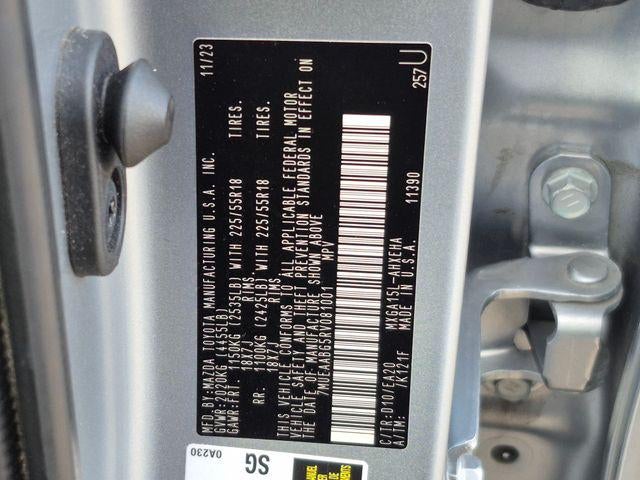 MFD.BY:MAZDA TOYOTA MANUFACTURING U.S.A. INC. 11/23
GVWR:2020KG (4455LB)
GAWR:FRT. 1150KG (2535LB) WITH 225/55R18 TIRES.
18X7J RIMS
RR. 1100KG (2425LB) WITH 225/55R18 TIRES.
18X7J RIMS
THIS VEHICLE CONFORMS TO ALL APPLICABLE FEDERAL MOTOR
VEHICLE SAFETY AND THEFT PREVENTION STANDARDS IN EFFECT ON
THE DATE OF MANUFACTURE SHOWN ABOVE
MPV
C/TR:D10/EA20 MXGA15L-AHXEHA
A/TM: /K121F MADE IN U.S.A. 11390
257 U
0A230
SG